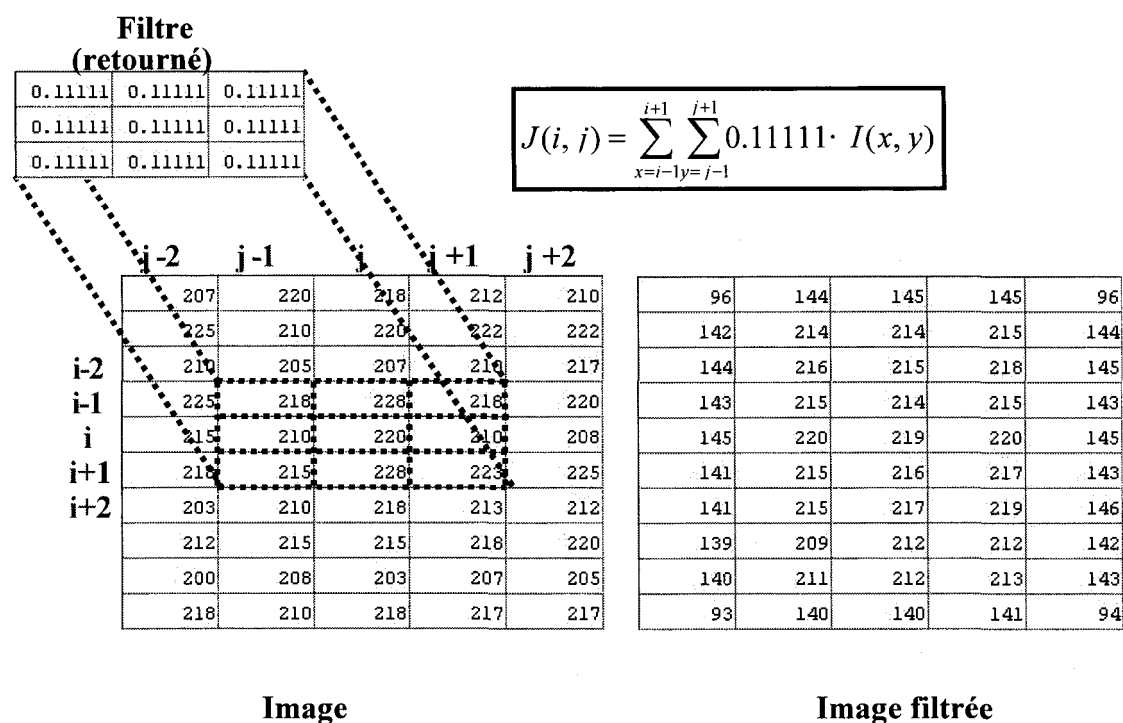 Filtre
(retourné)
0.11111 0.11111 0.11111
0.11111 0.11111 0.11111
0.11111 0.11111 0.11111
J(i, j) = ∑_{x=i-1}^{i+1} ∑_{y=j-1}^{j+1} 0.11111· I(x, y)
j -2 j -1 j j +1 j +2
207 220 218 212 210
225 210 220 222 222
i-2 210 205 207 210 217
i-1 225 218 228 218 220
i 215 210 220 210 208
i+1 218 215 228 223 225
i+2 203 210 218 213 212
212 215 215 218 220
200 208 203 207 205
218 210 218 217 217
96 144 145 145 96
142 214 214 215 144
144 216 215 218 145
143 215 214 215 143
145 220 219 220 145
141 215 216 217 143
141 215 217 219 146
139 209 212 212 142
140 211 212 213 143
93 140 140 141 94
Image
Image filtrée